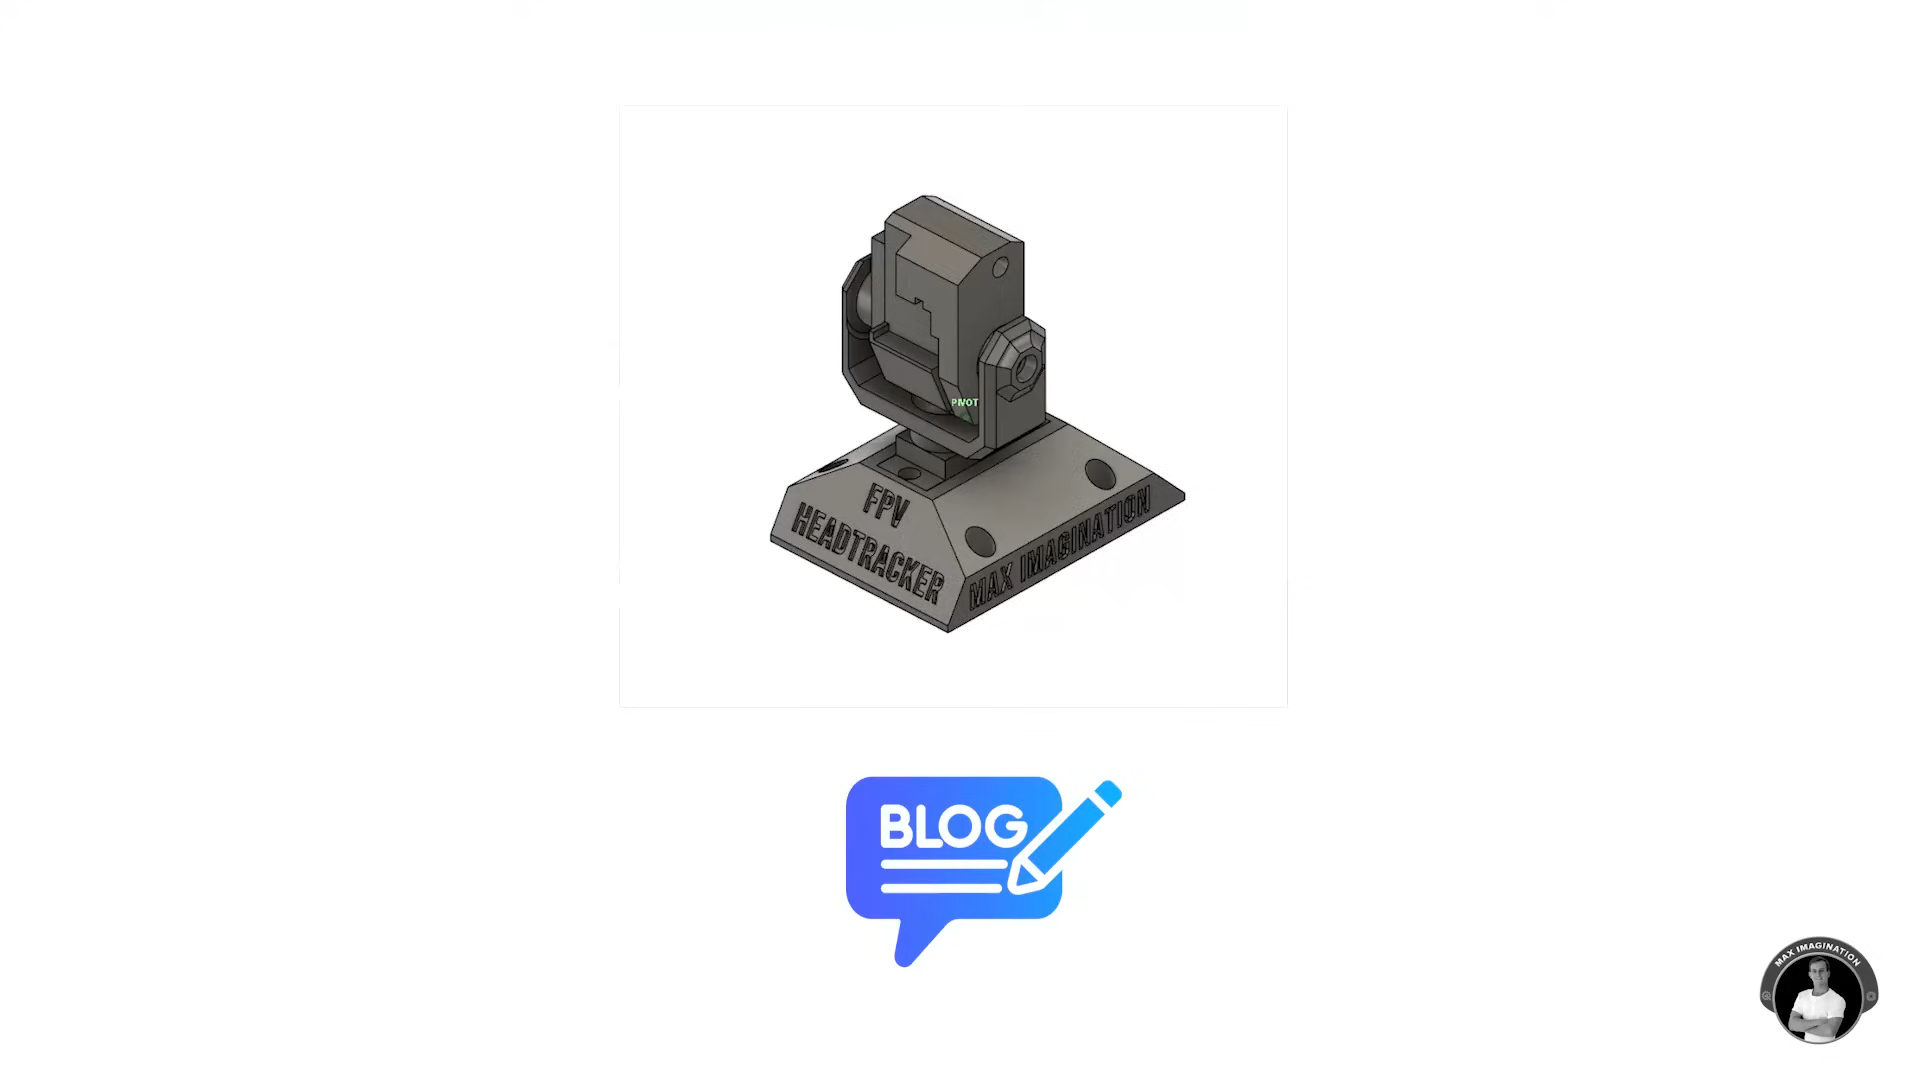 PIVOT
FPV
HEADTRACKER
MAX IMAGINATION
BLOG
MAX IMAGINATION